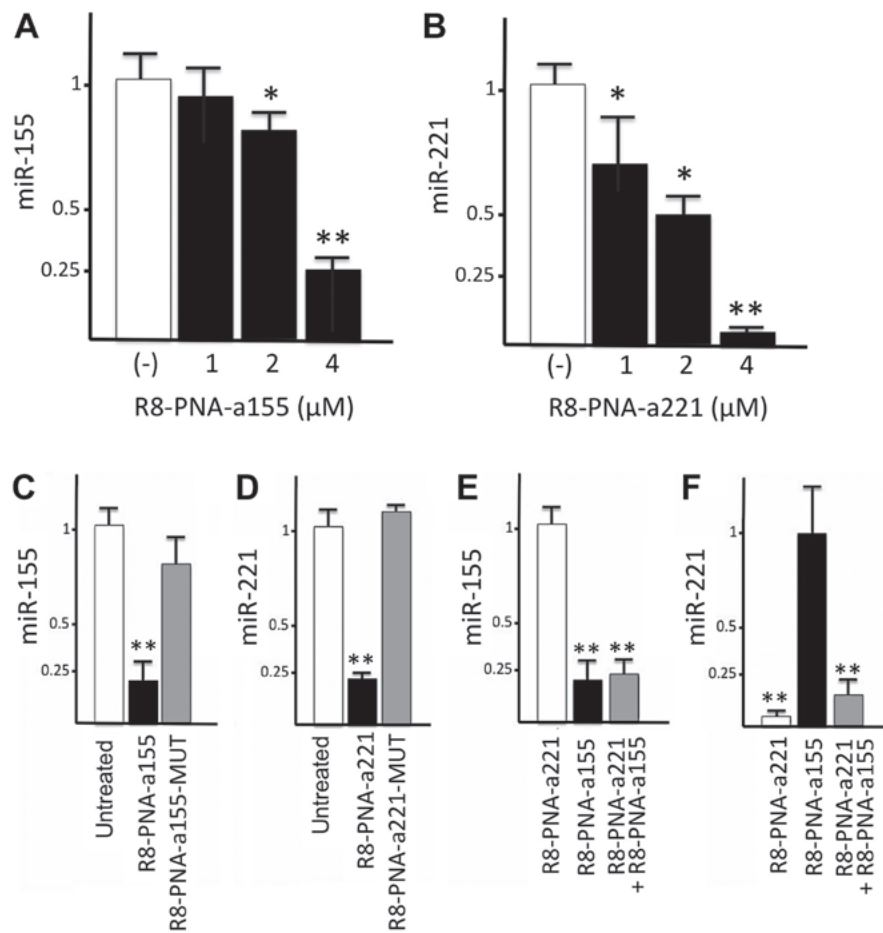 A
miR-155
1
0.5
0.25
*
**
(-) 1 2 4
R8-PNA-a155 (μM)
B
miR-221
1
0.5
0.25
*
*
**
(-) 1 2 4
R8-PNA-a221 (μM)
C
miR-155
1
0.5
0.25
**
Untreated
R8-PNA-a155
R8-PNA-a155-MUT
D
miR-221
1
0.5
0.25
**
Untreated
R8-PNA-a221
R8-PNA-a221-MUT
E
miR-155
1
0.5
0.25
** **
R8-PNA-a221
R8-PNA-a155
R8-PNA-a221
+ R8-PNA-a155
F
miR-221
1
0.5
0.25
**
**
R8-PNA-a221
R8-PNA-a155
R8-PNA-a221
+ R8-PNA-a155